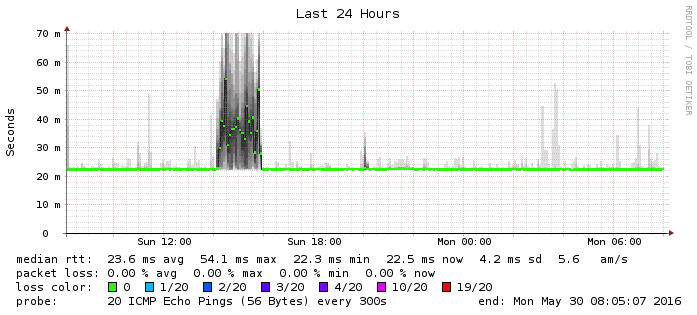 Last 24 Hours
RRDTOOL / TOBI OETIKER
Seconds
70 m
60 m
50 m
40 m
30 m
20 m
10 m
0
Sun 12:00 Sun 18:00 Mon 00:00 Mon 06:00
median rtt: 23.6 ms avg 54.1 ms max 22.3 ms min 22.5 ms now 4.2 ms sd 5.6 am/s
packet loss: 0.00 % avg 0.00 % max 0.00 % min 0.00 % now
loss color: 0 1/20 2/20 3/20 4/20 10/20 19/20
probe: 20 ICMP Echo Pings (56 Bytes) every 300s end: Mon May 30 08:05:07 2016